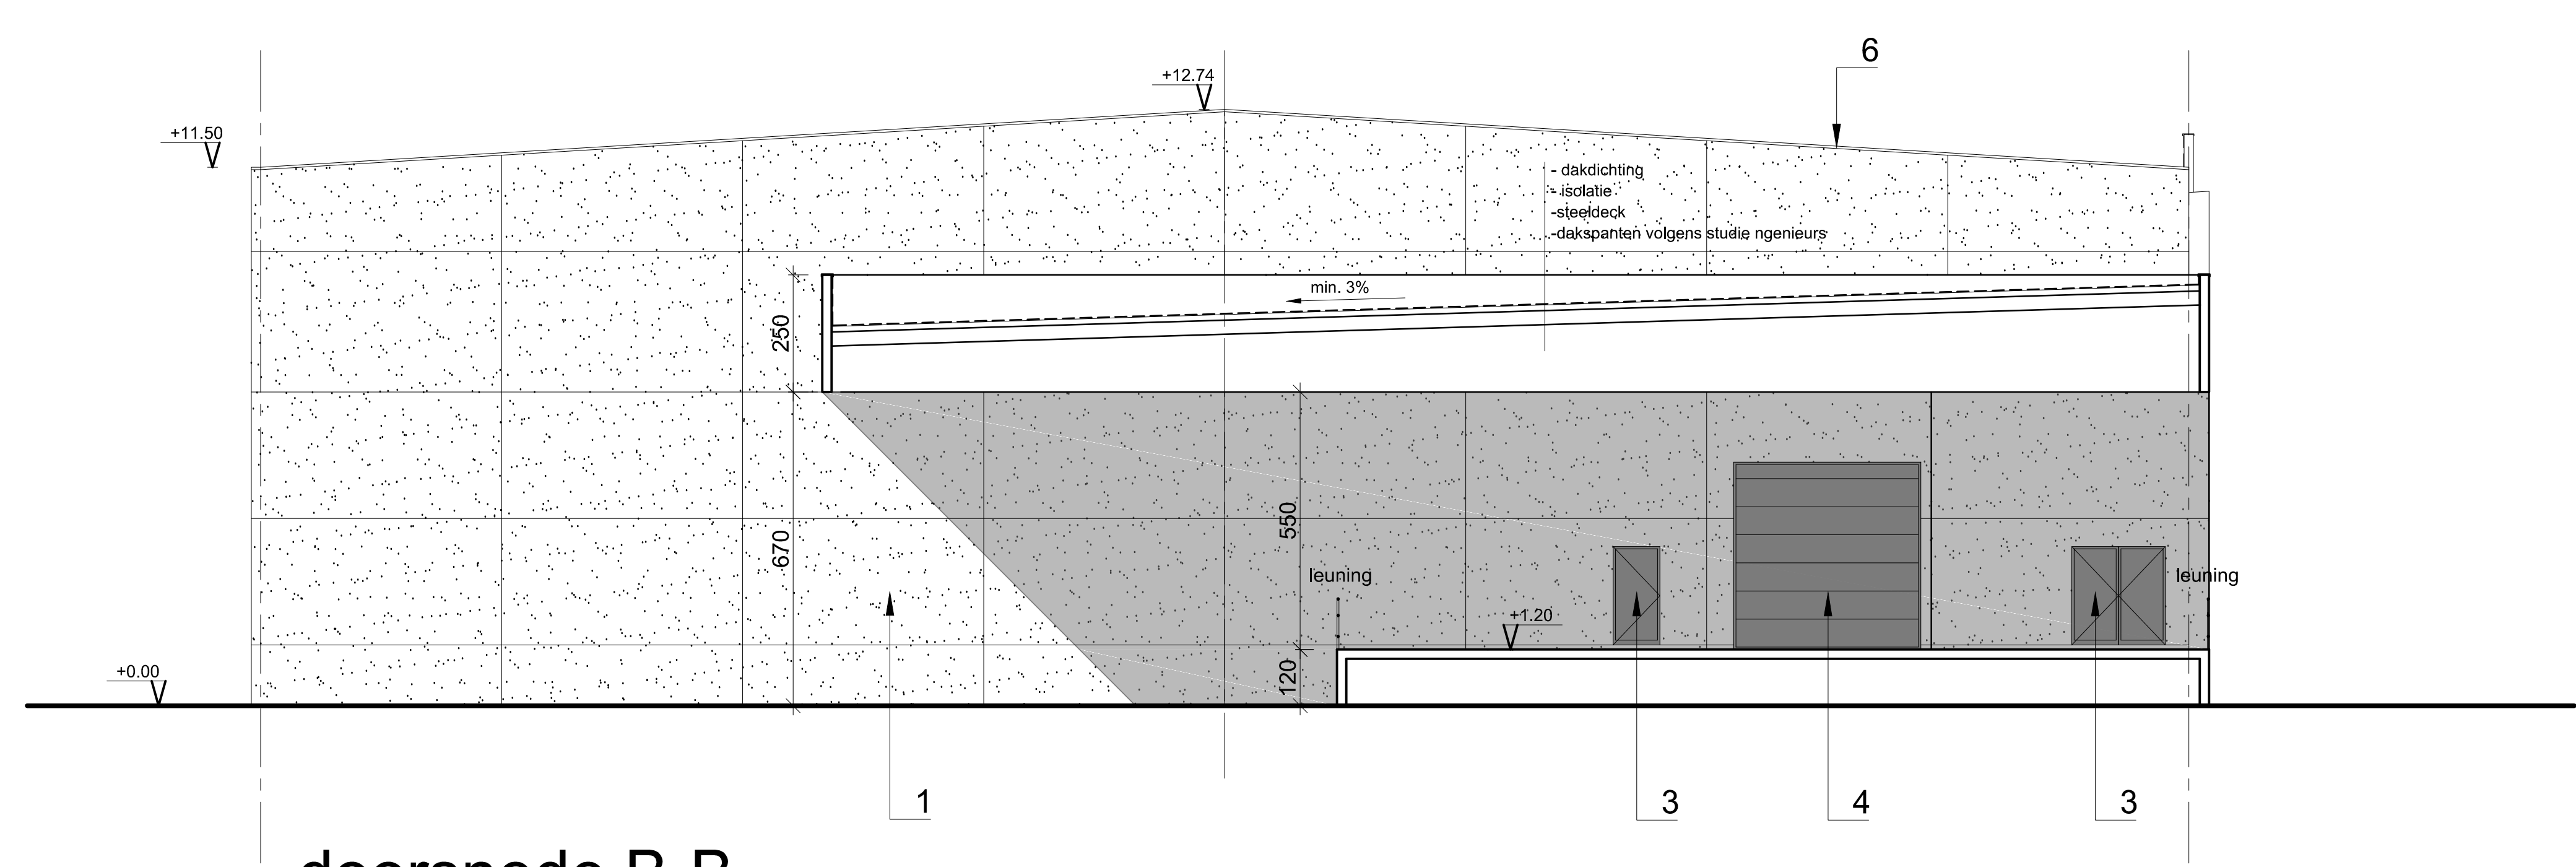 6
+12.74
+11.50
- dakdichting
- isolatie
-steeldeck
-dakspanten volgens studie ngenieurs
min. 3%
250
550
670
leuning
leuning
+1.20
+0.00
120
1
3
4
3
doorsnede B-B